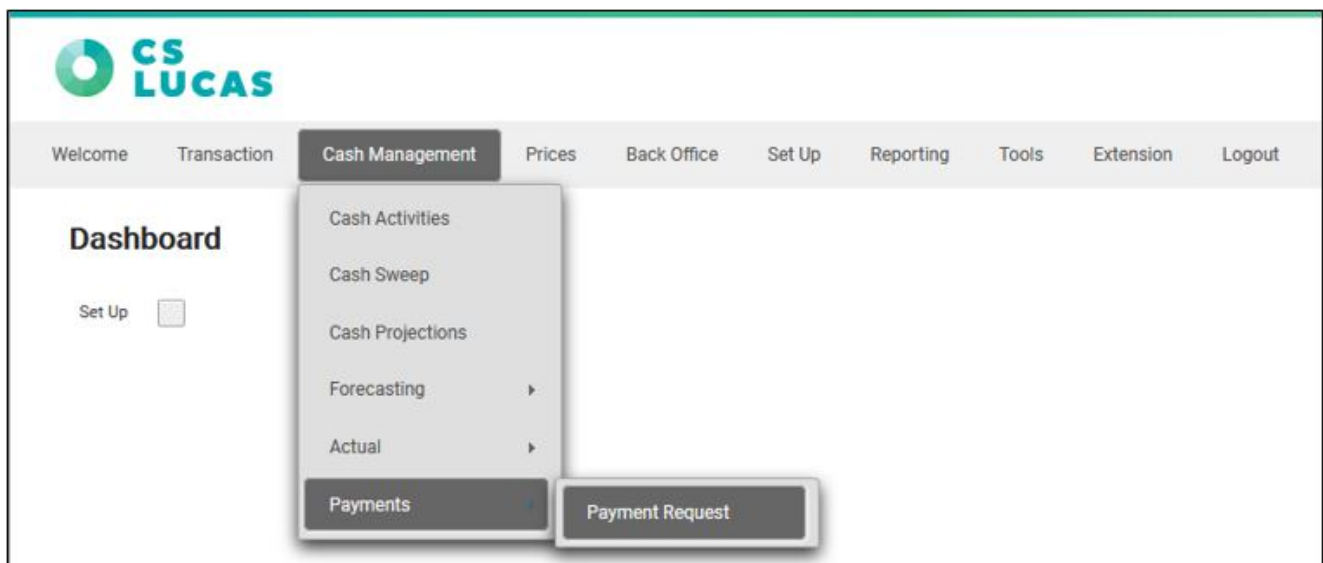 CS
LUCAS
Welcome Transaction Cash Management Prices Back Office Set Up Reporting Tools Extension Logout
Dashboard
Set Up
Cash Activities
Cash Sweep
Cash Projections
Forecasting
Actual
Payments
Payment Request